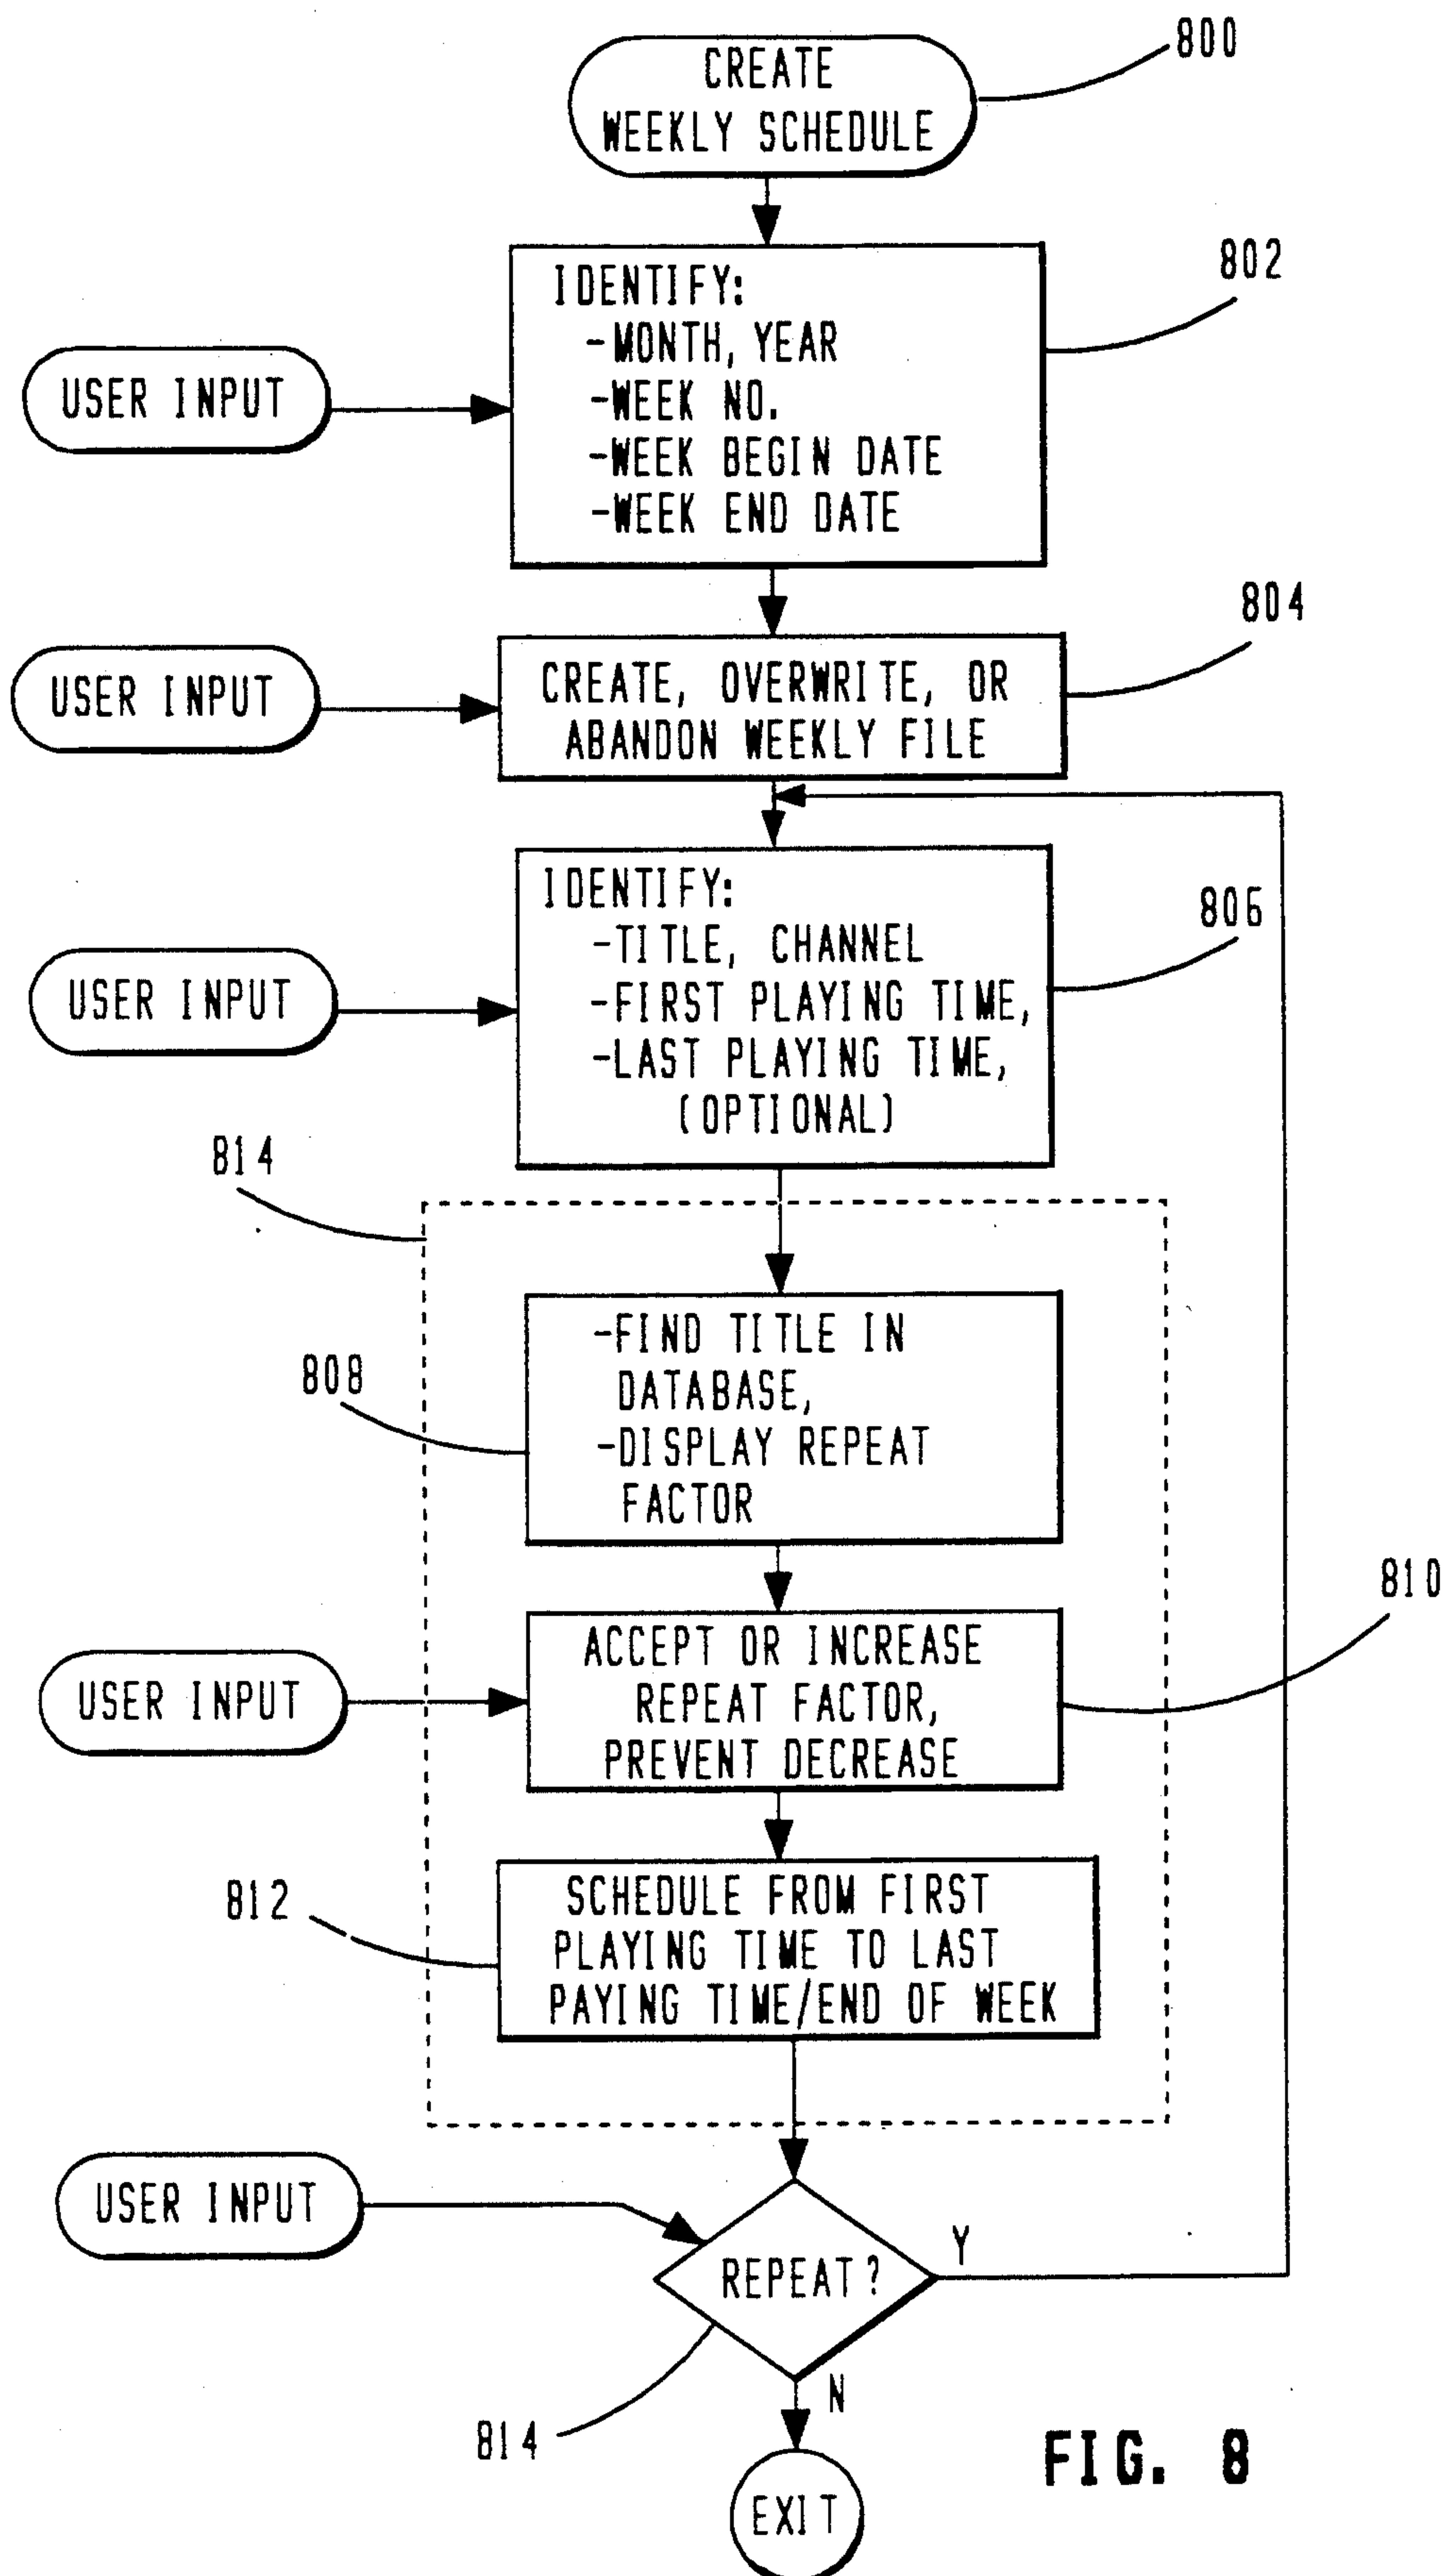 800
CREATE
WEEKLY SCHEDULE
802
IDENTIFY:
-MONTH, YEAR
-WEEK NO.
-WEEK BEGIN DATE
-WEEK END DATE
USER INPUT
804
CREATE, OVERWRITE, OR
ABANDON WEEKLY FILE
USER INPUT
806
IDENTIFY:
-TITLE, CHANNEL
-FIRST PLAYING TIME,
-LAST PLAYING TIME,
(OPTIONAL)
USER INPUT
814
808
-FIND TITLE IN
DATABASE,
-DISPLAY REPEAT
FACTOR
810
ACCEPT OR INCREASE
REPEAT FACTOR,
PREVENT DECREASE
USER INPUT
812
SCHEDULE FROM FIRST
PLAYING TIME TO LAST
PAYING TIME/END OF WEEK
USER INPUT
REPEAT?
Y
N
814
EXIT
FIG. 8